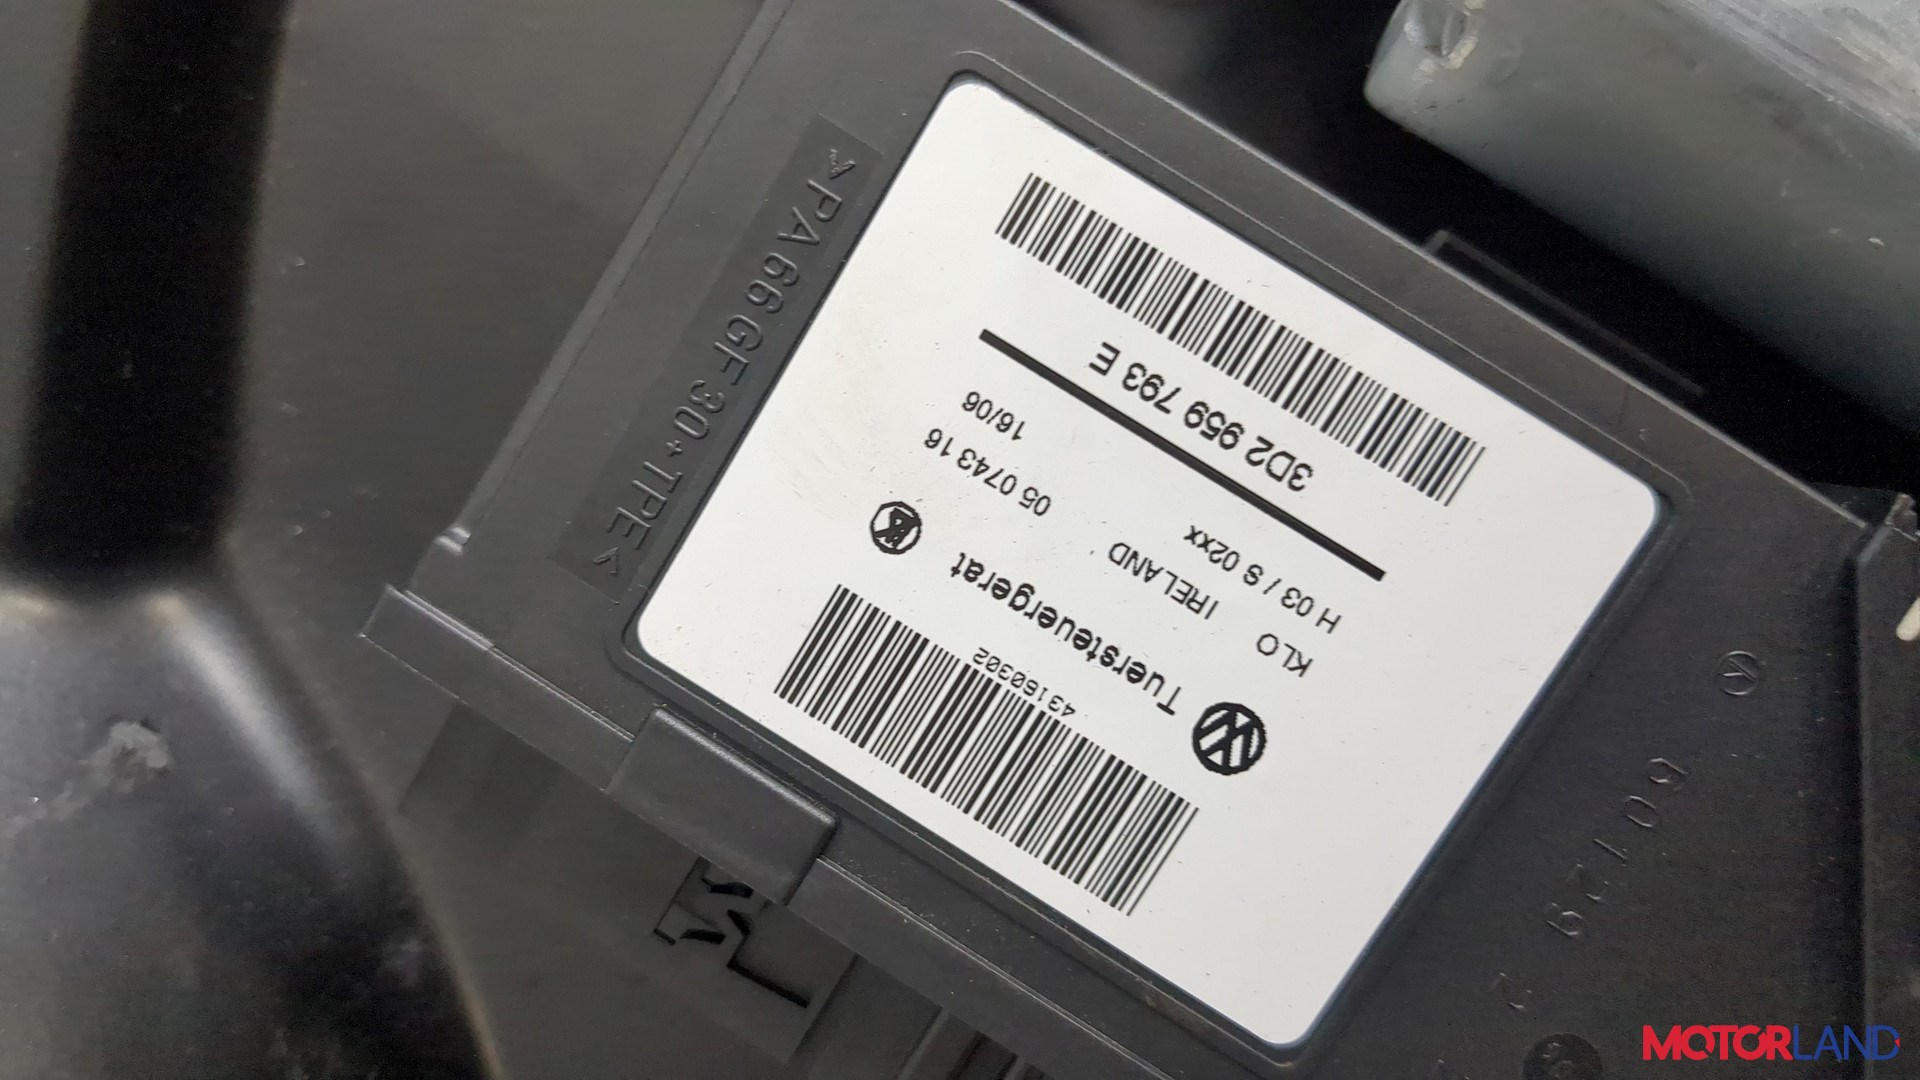 43160302
Tuersteuergerat
KLO IRELAND 05 0743 16
H 03 / S 02xx 16/06
3D2 959 793 E
>PA 66 GF 30+TPE<
MOTORLAND